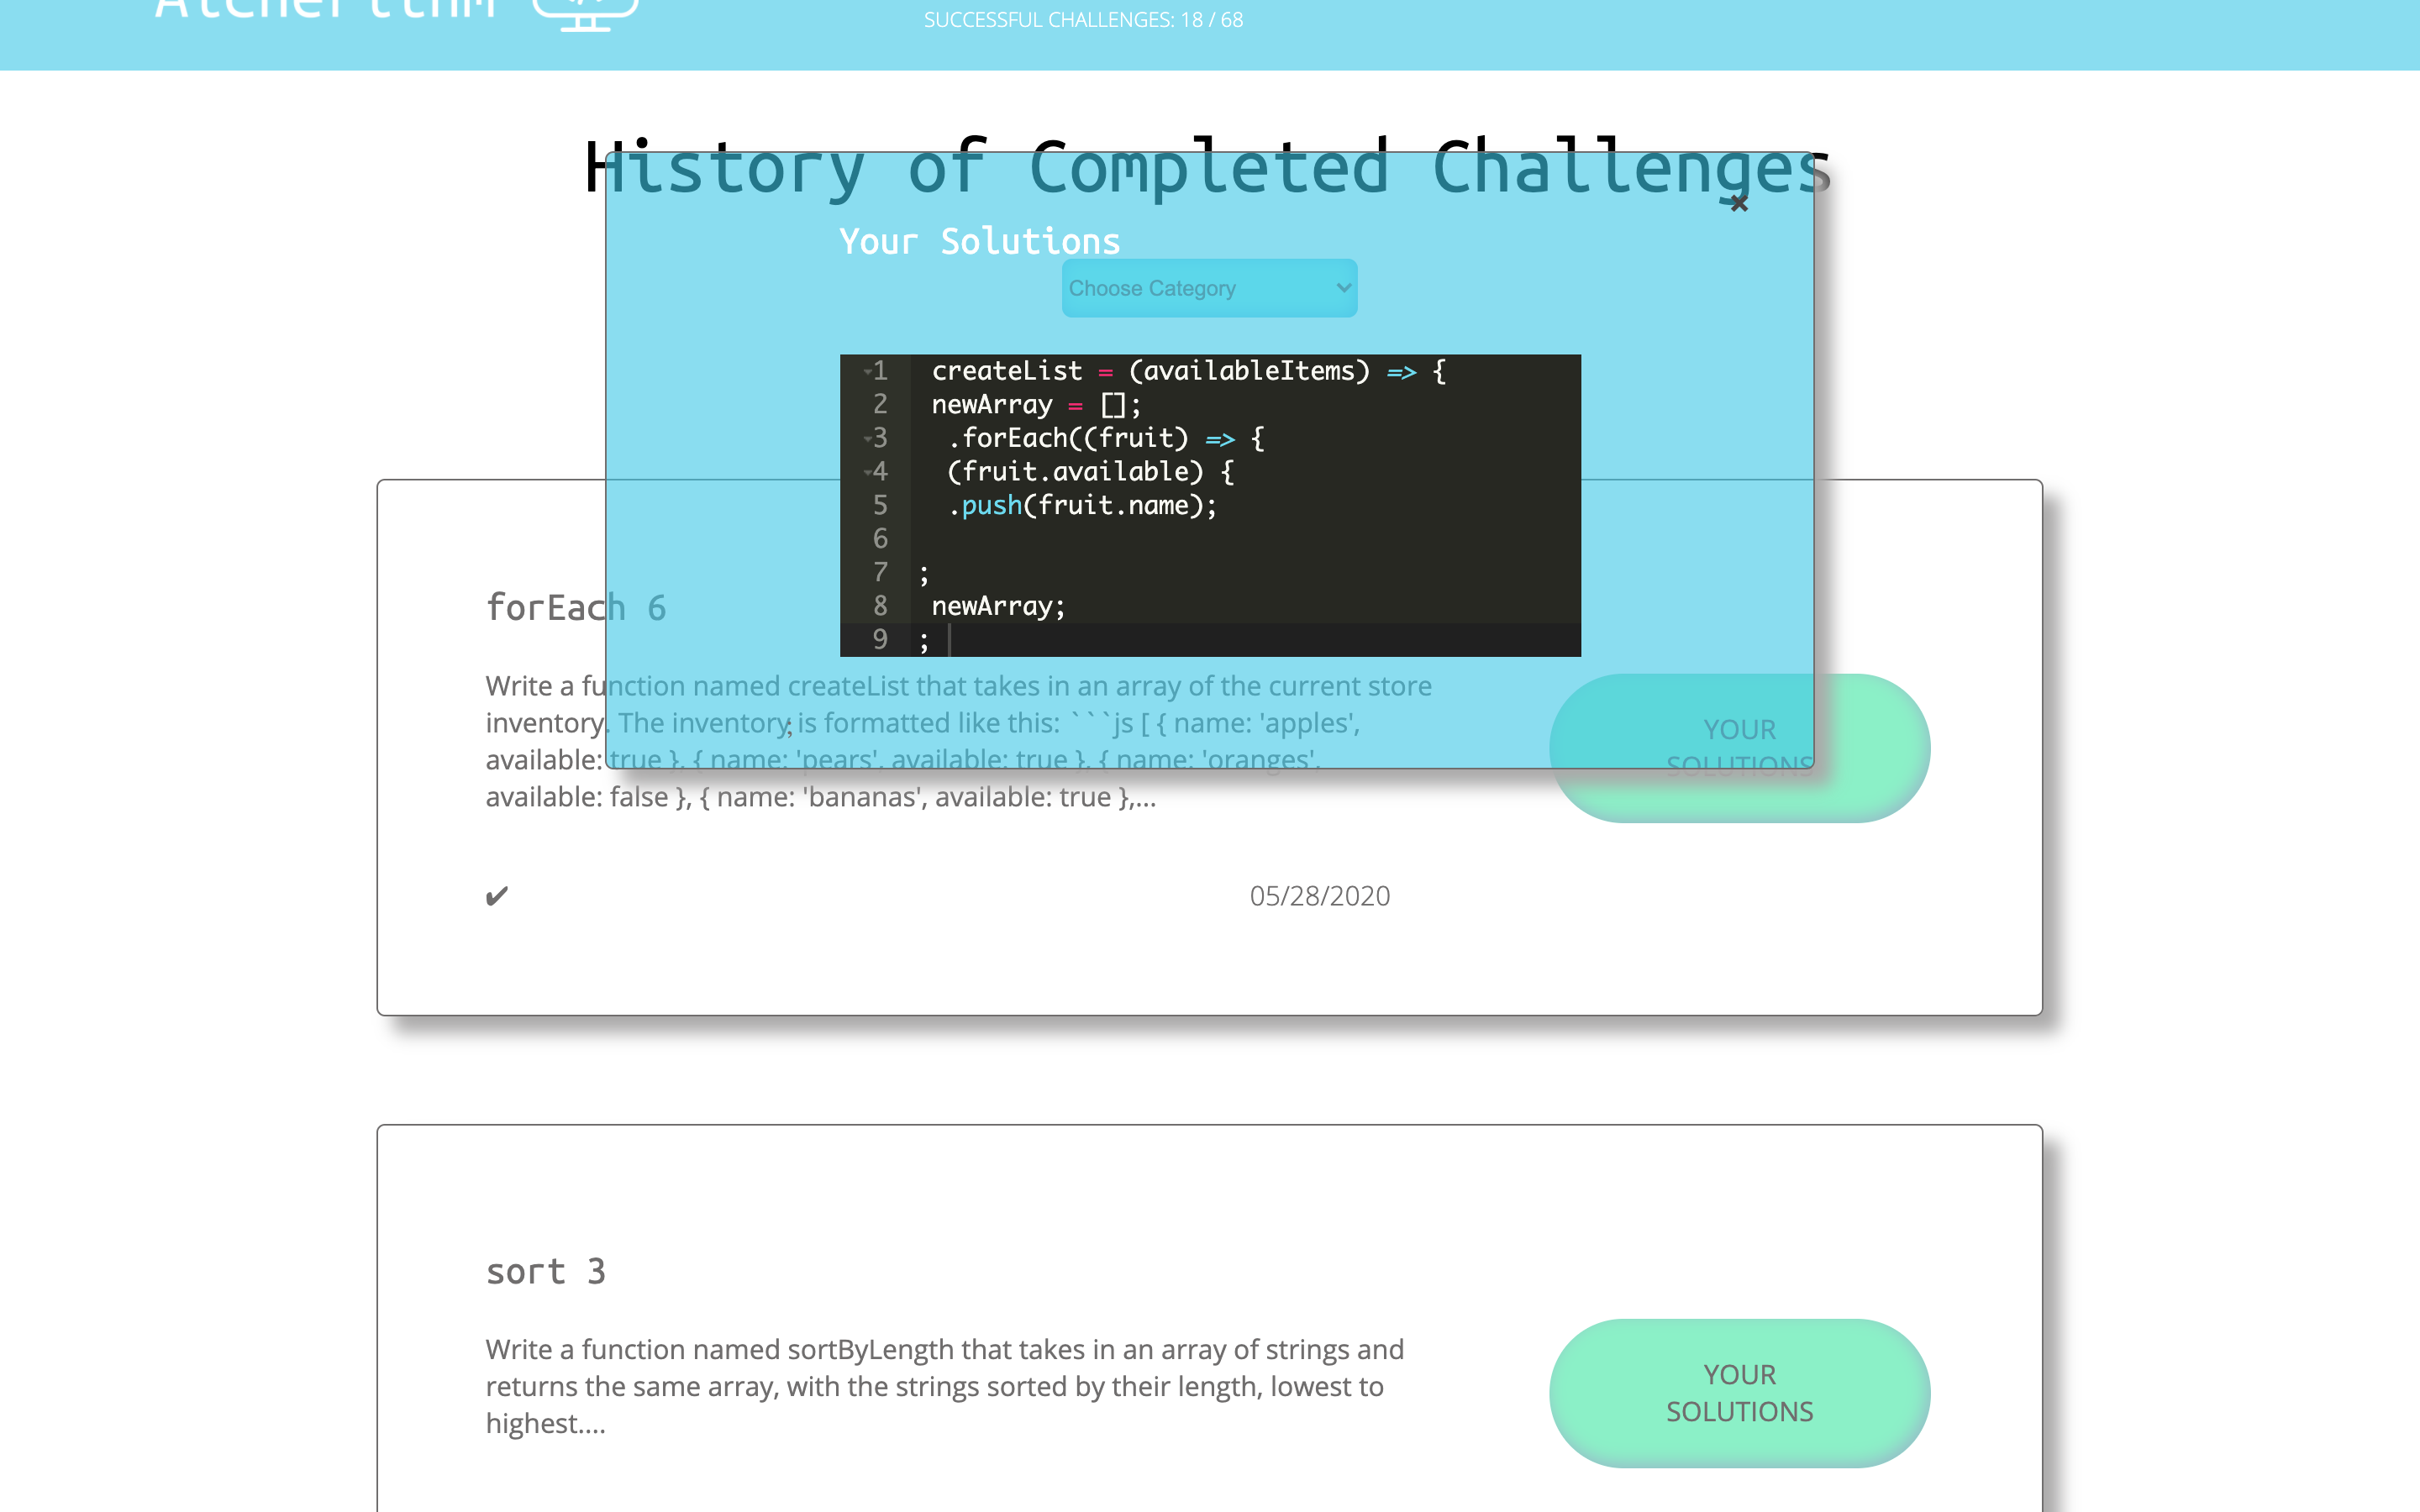 Alcherithm
SUCCESSFUL CHALLENGES: 18 / 68
History of Completed Challenges
×
Your Solutions
Choose Category
1 createList = (availableItems) => {
2 newArray = [];
3 .forEach((fruit) => {
4 (fruit.available) {
5 .push(fruit.name);
6
7 ;
8 newArray;
9 ;
forEach 6
Write a function named createList that takes in an array of the current store
inventory. The inventory is formatted like this: ```js [ { name: 'apples',
;
available: true }, { name: 'pears', available: true }, { name: 'oranges',
available: false }, { name: 'bananas', available: true },...
YOUR
SOLUTIONS
✔
05/28/2020
sort 3
Write a function named sortByLength that takes in an array of strings and
returns the same array, with the strings sorted by their length, lowest to
highest....
YOUR
SOLUTIONS